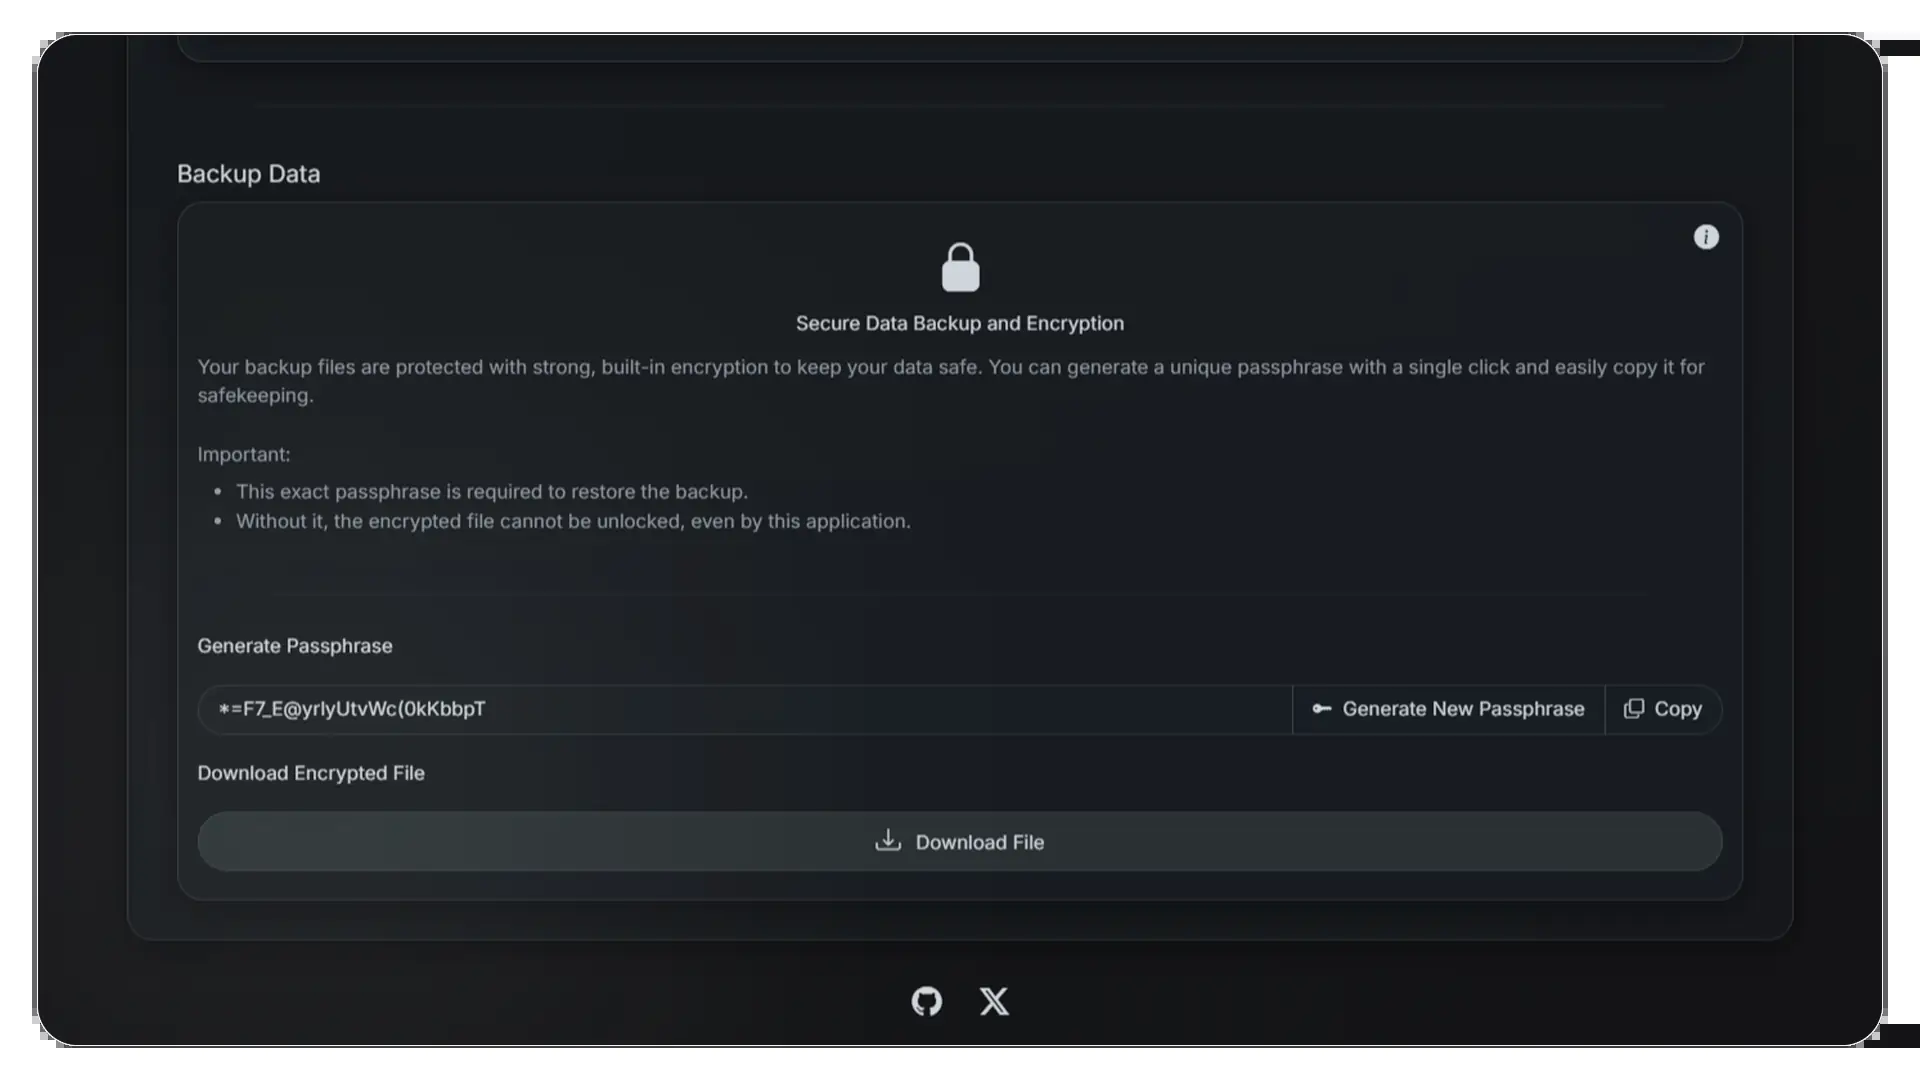 Backup Data
Secure Data Backup and Encryption
Your backup files are protected with strong, built-in encryption to keep your data safe. You can generate a unique passphrase with a single click and easily copy it for
safekeeping.
Important:
• This exact passphrase is required to restore the backup.
• Without it, the encrypted file cannot be unlocked, even by this application.
Generate Passphrase
*=F7_E@yrlyUtvWc(0kKbbpT
Generate New Passphrase
Copy
Download Encrypted File
Download File